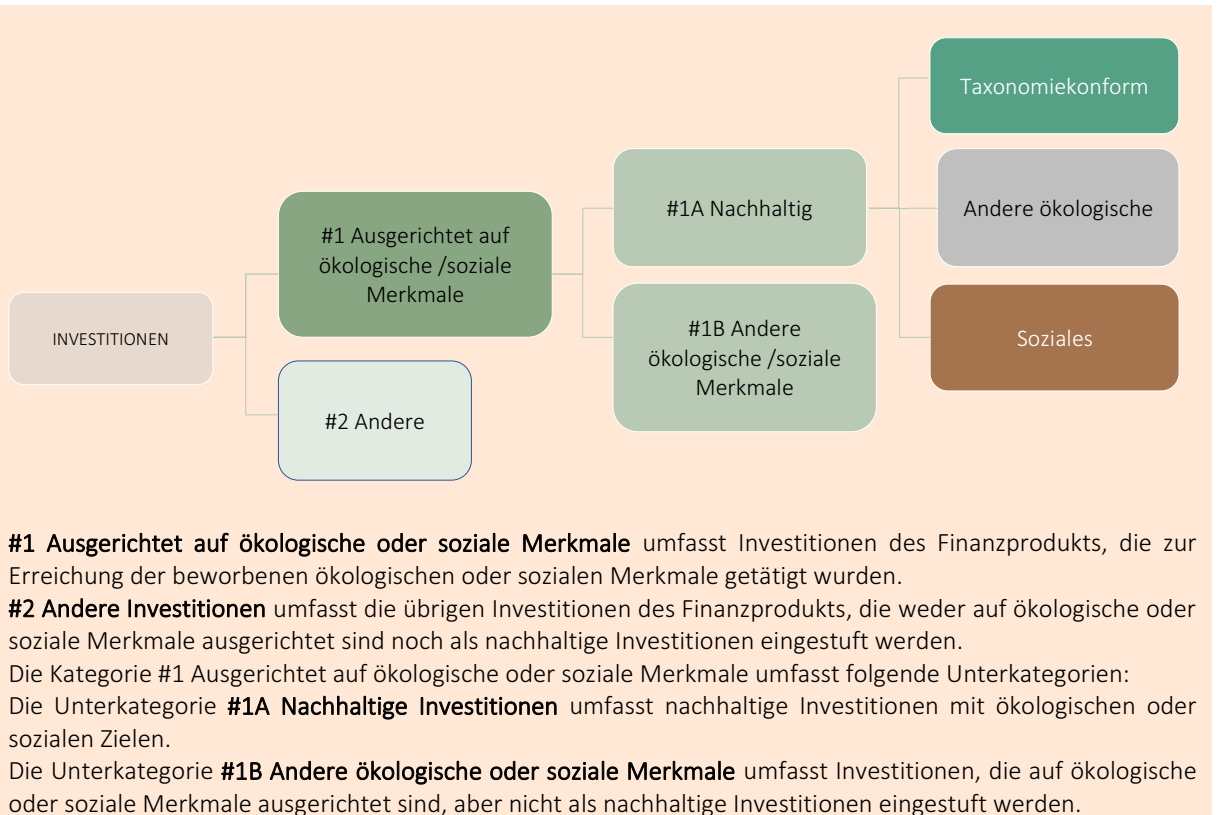 Taxonomiekonform
#1A Nachhaltig
Andere ökologische
#1 Ausgerichtet auf
ökologische /soziale
Merkmale
INVESTITIONEN
#1B Andere
ökologische /soziale
Merkmale
Soziales
#2 Andere
#1 Ausgerichtet auf ökologische oder soziale Merkmale umfasst Investitionen des Finanzprodukts, die zur
Erreichung der beworbenen ökologischen oder sozialen Merkmale getätigt wurden.
#2 Andere Investitionen umfasst die übrigen Investitionen des Finanzprodukts, die weder auf ökologische oder
soziale Merkmale ausgerichtet sind noch als nachhaltige Investitionen eingestuft werden.
Die Kategorie #1 Ausgerichtet auf ökologische oder soziale Merkmale umfasst folgende Unterkategorien:
Die Unterkategorie #1A Nachhaltige Investitionen umfasst nachhaltige Investitionen mit ökologischen oder
sozialen Zielen.
Die Unterkategorie #1B Andere ökologische oder soziale Merkmale umfasst Investitionen, die auf ökologische
oder soziale Merkmale ausgerichtet sind, aber nicht als nachhaltige Investitionen eingestuft werden.